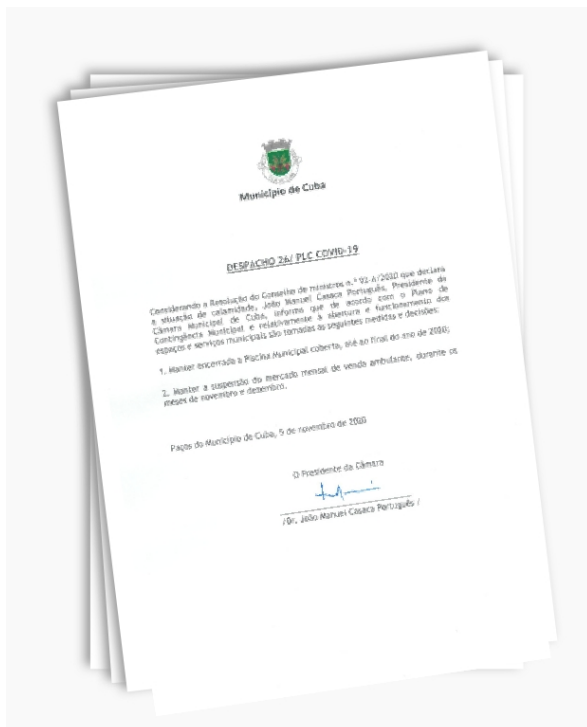 Município de Cuba
DESPACHO 26/ PLC COVID-19
Considerando a Resolução do Conselho de ministros n.º 92-A/2020 que declara
a situação de calamidade, João Manuel Casaca Português, Presidente da
Câmara Municipal de Cuba, informa que de acordo com o Plano de
Contingência Municipal e relativamente à abertura e funcionamento dos
espaços e serviços municipais são tomadas as seguintes medidas e decisões:
1. Manter encerrada a Piscina Municipal coberta, até ao final do ano de 2020;
2. Manter a suspensão do mercado mensal de venda ambulante, durante os
meses de novembro e dezembro.
Paços do Município de Cuba, 5 de novembro de 2020
O Presidente da Câmara
/Dr. João Manuel Casaca Português /